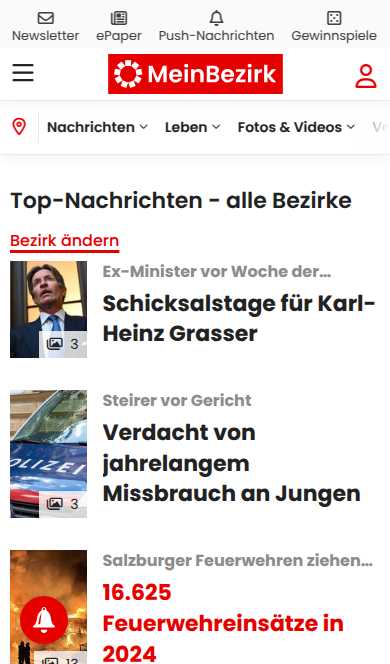 Newsletter ePaper Push-Nachrichten Gewinnspiele
MeinBezirk
Nachrichten Leben Fotos & Videos
Top-Nachrichten - alle Bezirke
Bezirk ändern
Ex-Minister vor Woche der...
Schicksalstage für Karl-
Heinz Grasser
3
Steirer vor Gericht
Verdacht von
jahrelangem
Missbrauch an Jungen
POLIZEI
3
Salzburger Feuerwehren ziehen...
16.625
Feuerwehreinsätze in
2024